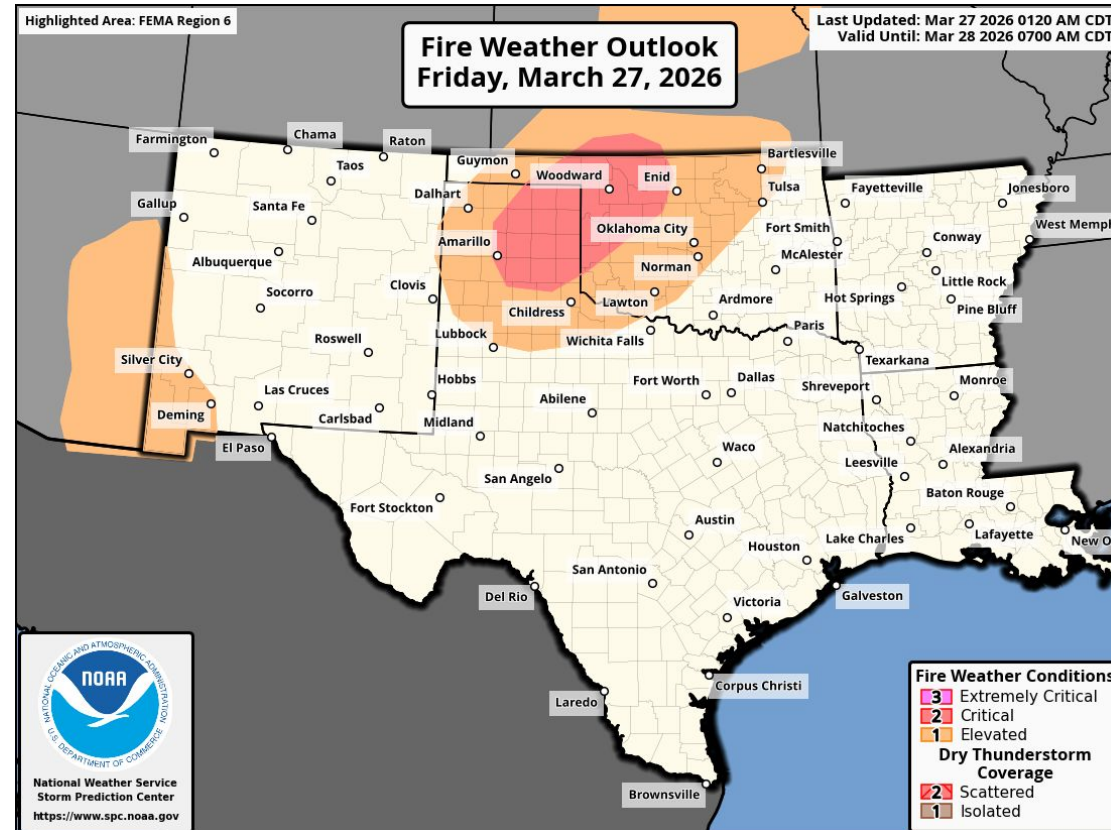 Highlighted Area: FEMA Region 6
Last Updated: Mar 27 2026 0120 AM CDT
Valid Until: Mar 28 2026 0700 AM CDT
Fire Weather Outlook
Friday, March 27, 2026
Farmington
Chama
Raton
Taos
Guymon
Woodward
Enid
Bartlesville
Dalhart
Tulsa
Fayetteville
Jonesboro
Gallup
Santa Fe
Amarillo
Oklahoma City
Fort Smith
Conway
West Memph
Albuquerque
Norman
McAlester
Little Rock
Socorro
Clovis
Childress
Lawton
Ardmore
Hot Springs
Pine Bluff
Roswell
Lubbock
Wichita Falls
Paris
Texarkana
Silver City
Las Cruces
Hobbs
Fort Worth
Dallas
Shreveport
Monroe
Deming
Carlsbad
Midland
Abilene
Natchitoches
El Paso
Waco
Leesville
Alexandria
San Angelo
Baton Rouge
Fort Stockton
Austin
Houston
Lake Charles
Lafayette
New O
San Antonio
Del Rio
Galveston
Victoria
Corpus Christi
Laredo
Brownsville
NATIONAL OCEANIC AND ATMOSPHERIC ADMINISTRATION
NOAA
U.S. DEPARTMENT OF COMMERCE
National Weather Service
Storm Prediction Center
https://www.spc.noaa.gov
Fire Weather Conditions
3 Extremely Critical
2 Critical
1 Elevated
Dry Thunderstorm
Coverage
2 Scattered
1 Isolated